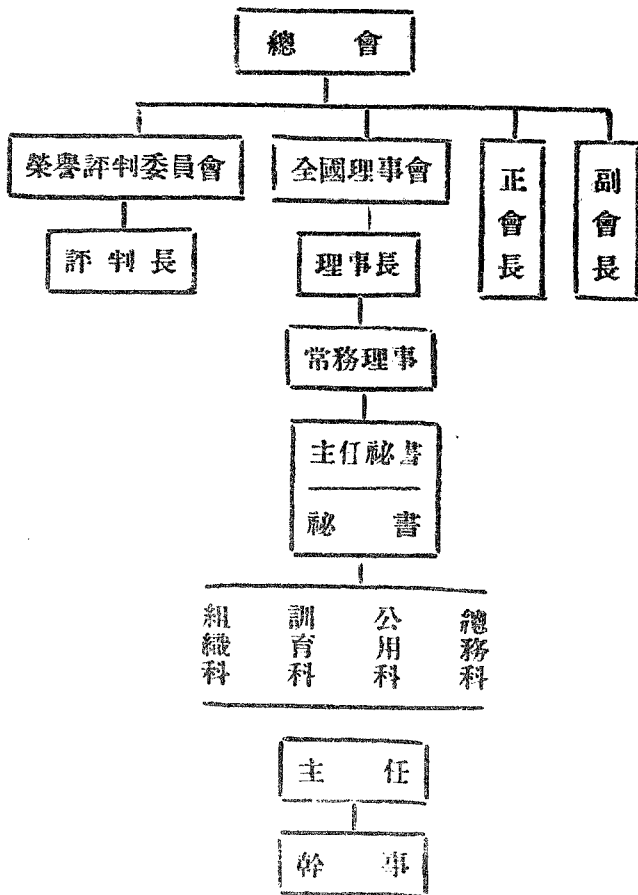 總會
榮譽評判委員會
全國理事會
正會長
副會長
評判長
理事長
常務理事
主任祕書
祕書
組織科
訓育科
公用科
總務科
主任
幹事